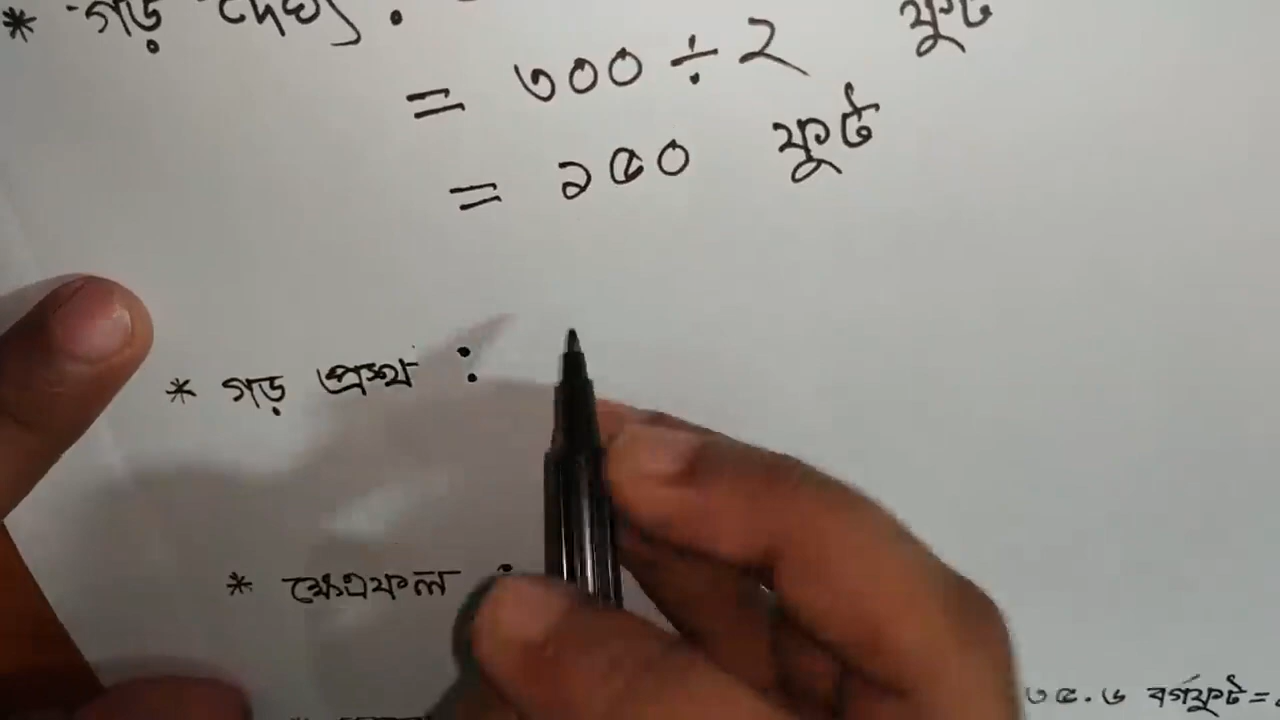 * গড় দৈর্ঘ্য :
= ৩০০ ÷ ২ ফুট
= ১৫০ ফুট
* গড় প্রস্থ :
* ক্ষেত্রফল :
৩৫.৬ বর্গফুট =